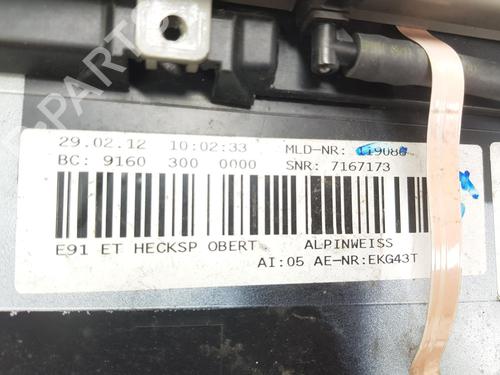 29.02.12 10:02:33 MLD-NR:
BC: 9160 300 0000 SNR: 7167173
E91 ET HECKSP OBERT ALPINWEISS
AI:05 AE-NR:EKG43T
B-PARTS